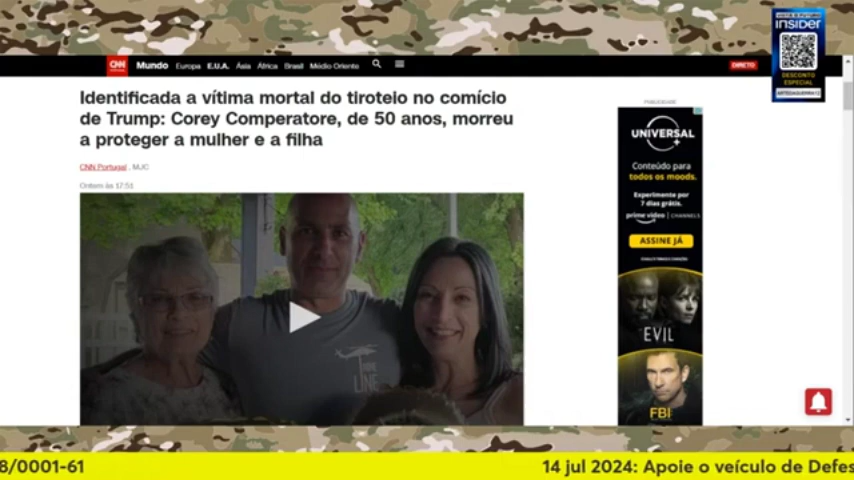 insider
DESCONTO
ESPECIAL
ARTEDAGUERRA12
CNN
PORTUGAL
Mundo Europa E.U.A. Ásia África Brasil Médio Oriente
DIRETO
Identificada a vítima mortal do tiroteio no comício
de Trump: Corey Comperatore, de 50 anos, morreu
a proteger a mulher e a filha
CNN Portugal , MJC
Ontem às 17:51
PUBLICIDADE
UNIVERSAL+
Conteúdo para
todos os moods.
Experimente por
7 dias grátis.
prime video | CHANNELS
ASSINE JÁ
EVIL
FBI
LINE
8/0001-61
14 jul 2024: Apoie o veículo de Defes